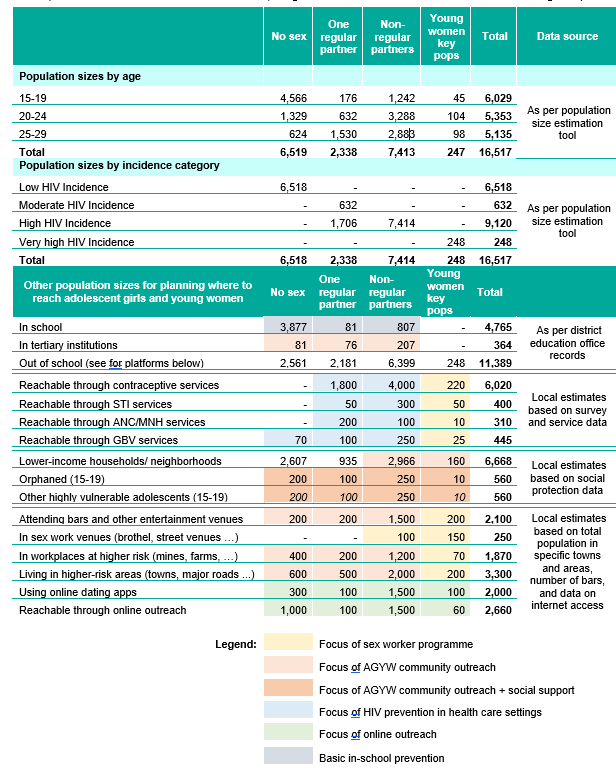 No sex One regular partner Non-regular partners Young women key pops Total Data source
Population sizes by age
15-19 4,566 176 1,242 45 6,029
20-24 1,329 632 3,288 104 5,353
25-29 624 1,530 2,883 98 5,135
As per population size estimation tool
Total 6,519 2,338 7,413 247 16,517
Population sizes by incidence category
Low HIV Incidence 6,518 - - - 6,518
Moderate HIV Incidence - 632 - - 632
High HIV Incidence - 1,706 7,414 - 9,120
Very high HIV Incidence - - - 248 248
As per population size estimation tool
Total 6,518 2,338 7,414 248 16,517
Other population sizes for planning where to reach adolescent girls and young women No sex One regular partner Non-regular partners Young women key pops Total
In school 3,877 81 807 - 4,765
In tertiary institutions 81 76 207 - 364
Out of school (see for platforms below) 2,561 2,181 6,399 248 11,389
As per district education office records
Reachable through contraceptive services - 1,800 4,000 220 6,020
Reachable through STI services - 50 300 50 400
Reachable through ANC/MNH services - 200 100 10 310
Reachable through GBV services 70 100 250 25 445
Local estimates based on survey and service data
Lower-income households/ neighborhoods 2,607 935 2,966 160 6,668
Orphaned (15-19) 200 100 250 10 560
Other highly vulnerable adolescents (15-19) 200 100 250 10 560
Local estimates based on social protection data
Attending bars and other entertainment venues 200 200 1,500 200 2,100
In sex work venues (brothel, street venues ...) - - 100 150 250
In workplaces at higher risk (mines, farms, ...) 400 200 1,200 70 1,870
Living in higher-risk areas (towns, major roads ...) 600 500 2,000 200 3,300
Using online dating apps 300 100 1,500 100 2,000
Reachable through online outreach 1,000 100 1,500 60 2,660
Local estimates based on total population in specific towns and areas, number of bars, and data on internet access
Legend:
Focus of sex worker programme
Focus of AGYW community outreach
Focus of AGYW community outreach + social support
Focus of HIV prevention in health care settings
Focus of online outreach
Basic in-school prevention